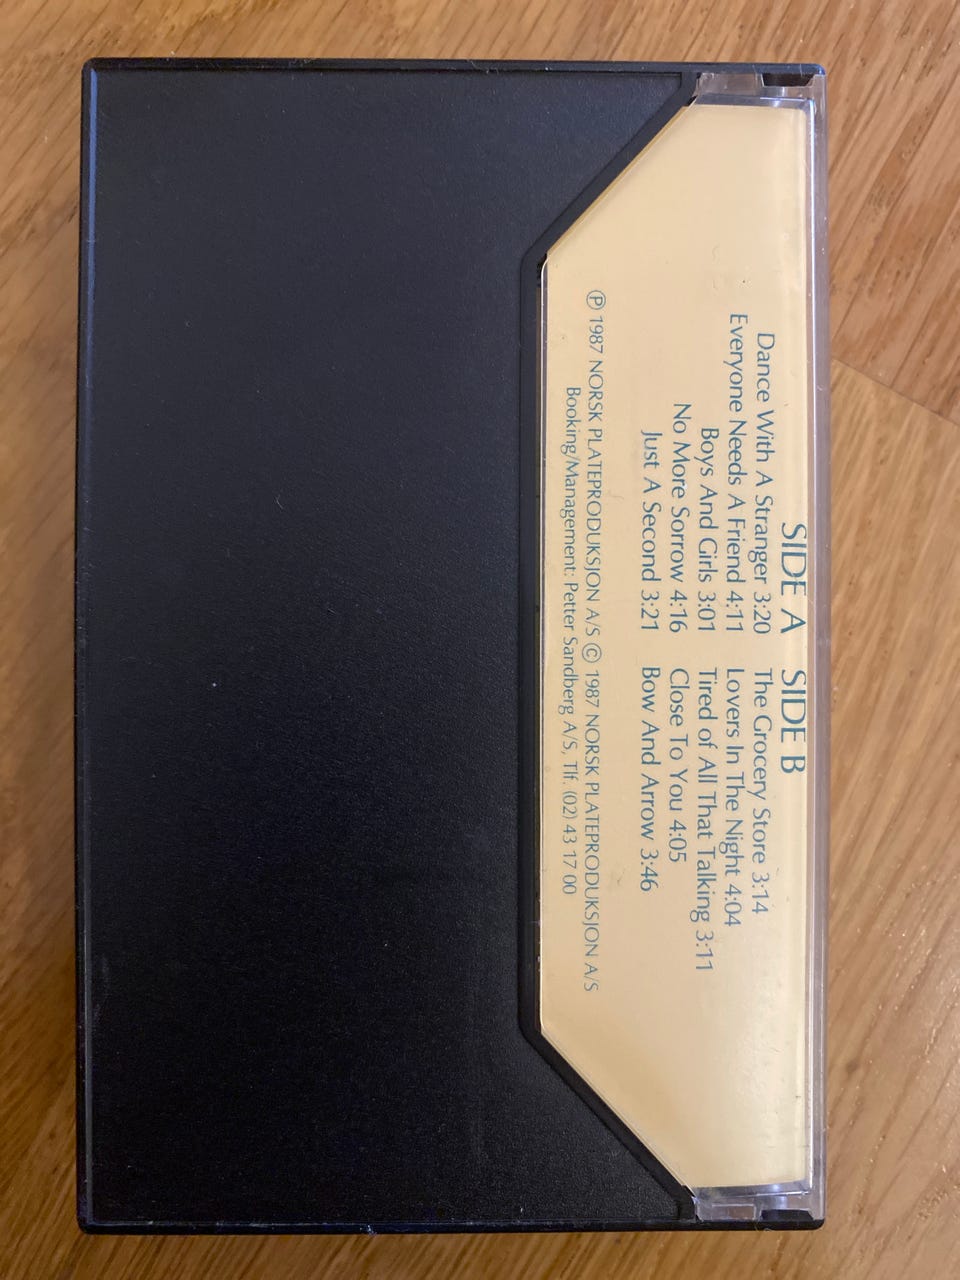 SIDE A
Dance With A Stranger 3:20
Everyone Needs A Friend 4:11
Boys And Girls 3:01
No More Sorrow 4:16
Just A Second 3:21
SIDE B
The Grocery Store 3:14
Lovers In The Night 4:04
Tired of All That Talking 3:11
Close To You 4:05
Bow And Arrow 3:46
Ⓟ 1987 NORSK PLATEPRODUKSJON A/S © 1987 NORSK PLATEPRODUKSJON A/S
Booking/Management: Petter Sandberg A/S, Tlf. (02) 43 17 00